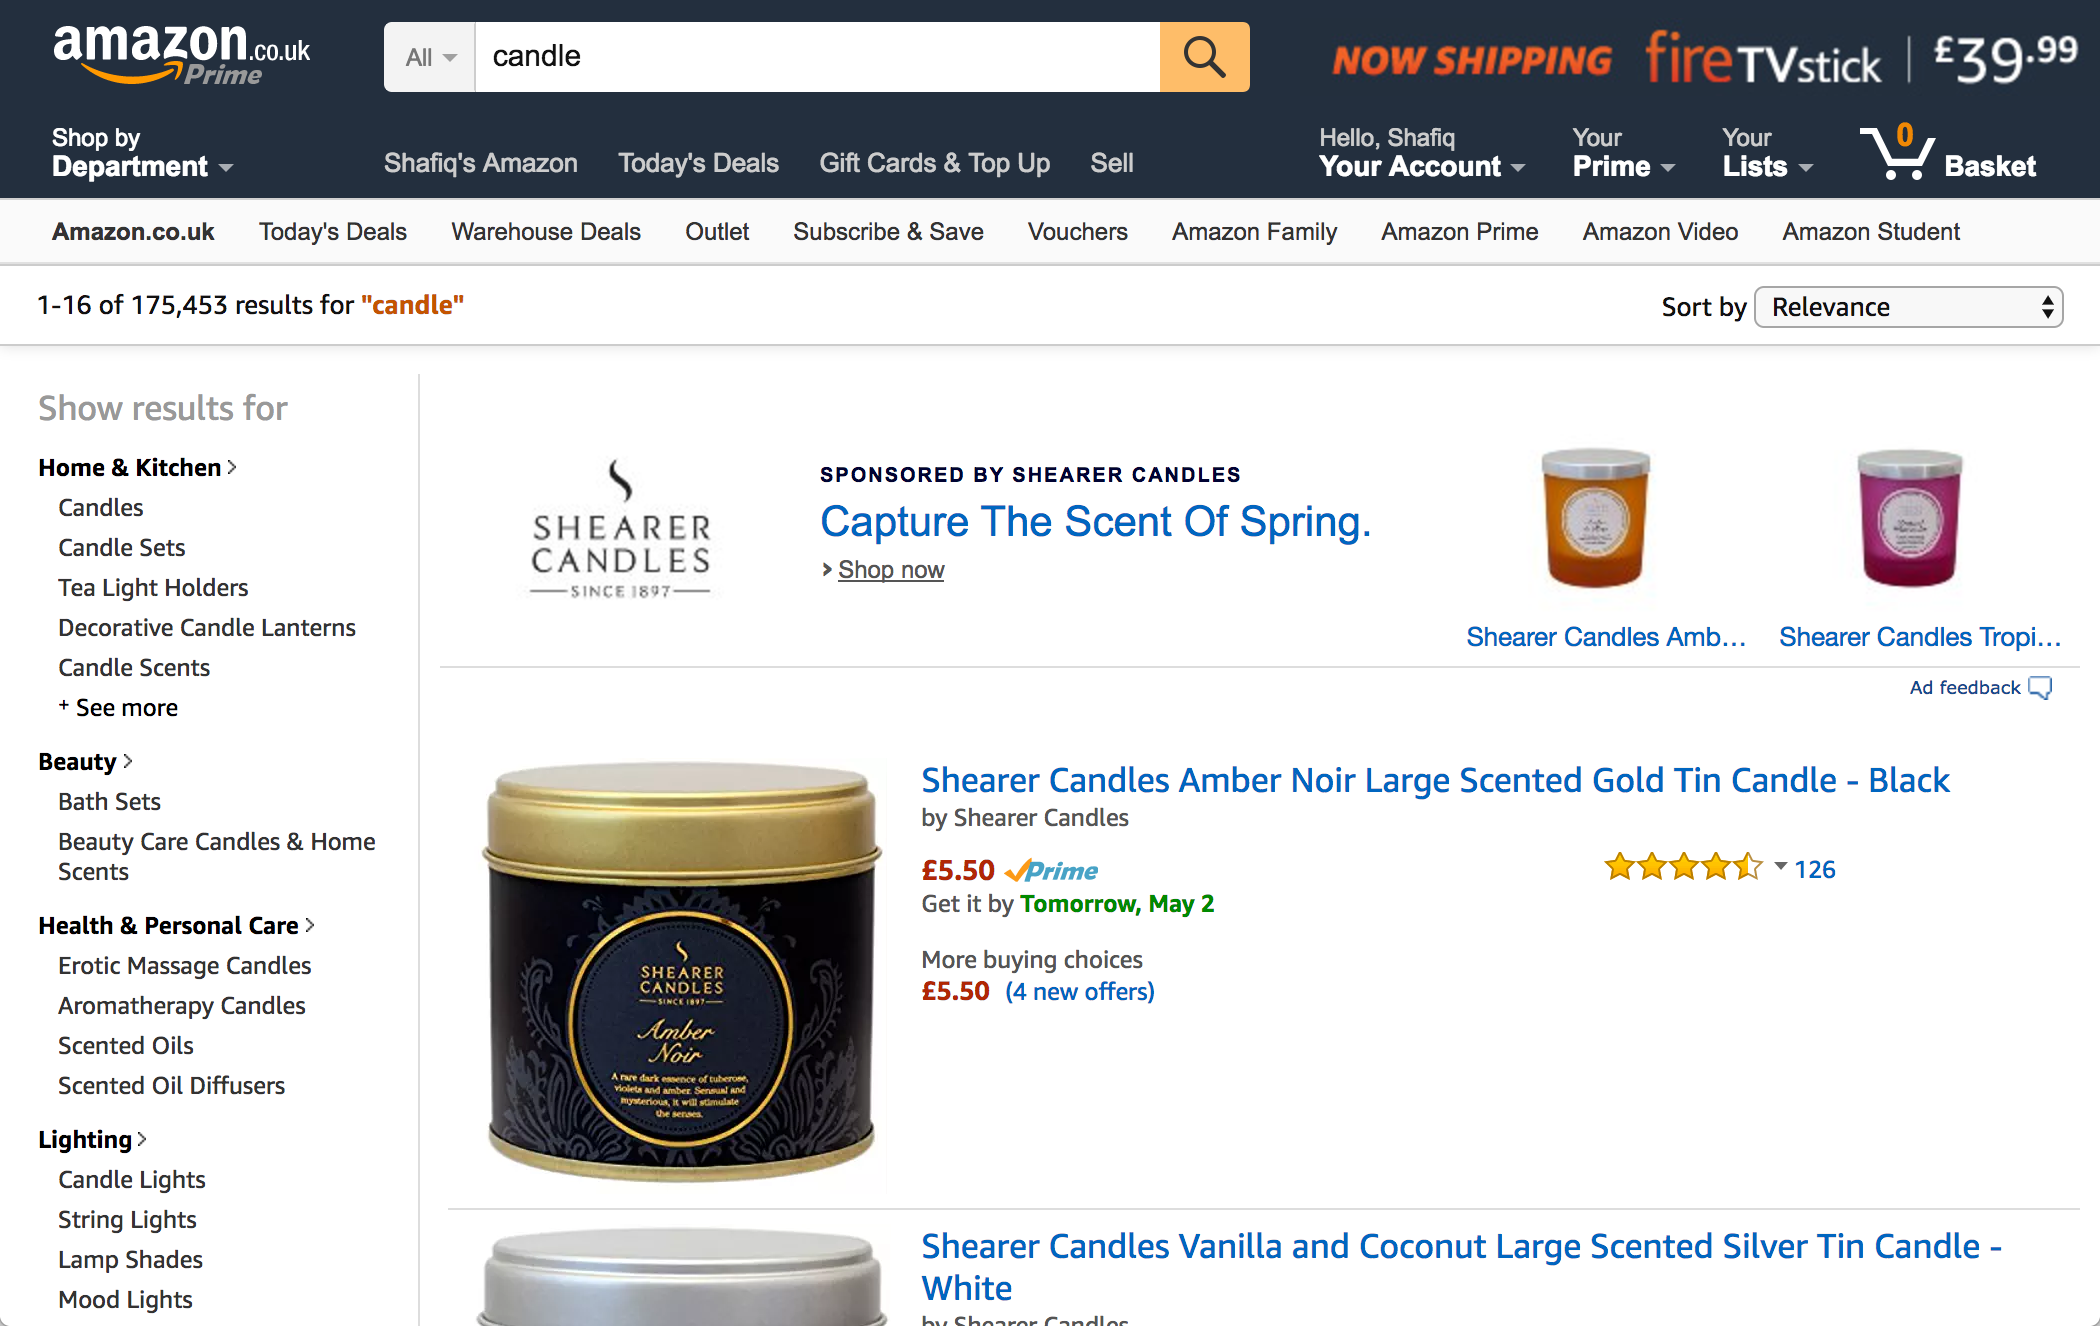 amazon.co.uk
Prime
All
candle
NOW SHIPPING fireTVstick | £39.99
Shop by
Department
Shafiq's Amazon
Today's Deals
Gift Cards & Top Up
Sell
Hello, Shafiq
Your Account
Your
Prime
Your
Lists
0
Basket
Amazon.co.uk
Today's Deals
Warehouse Deals
Outlet
Subscribe & Save
Vouchers
Amazon Family
Amazon Prime
Amazon Video
Amazon Student
1-16 of 175,453 results for "candle"
Sort by
Relevance
Show results for
Home & Kitchen
Candles
Candle Sets
Tea Light Holders
Decorative Candle Lanterns
Candle Scents
+ See more
Beauty
Bath Sets
Beauty Care Candles & Home
Scents
Health & Personal Care
Erotic Massage Candles
Aromatherapy Candles
Scented Oils
Scented Oil Diffusers
Lighting
Candle Lights
String Lights
Lamp Shades
Mood Lights
SHEARER
CANDLES
SINCE 1897
SPONSORED BY SHEARER CANDLES
Capture The Scent Of Spring.
Shop now
Shearer Candles Amb...
Shearer Candles Tropi...
Ad feedback
SHEARER
CANDLES
SINCE 1897
Amber
Noir
A rare dark essence of tuberose,
violets and amber. Sensual and
mysterious, it will stimulate
the senses.
Shearer Candles Amber Noir Large Scented Gold Tin Candle - Black
by Shearer Candles
£5.50 Prime
126
Get it by Tomorrow, May 2
More buying choices
£5.50 (4 new offers)
Shearer Candles Vanilla and Coconut Large Scented Silver Tin Candle -
White
by Shearer Candles